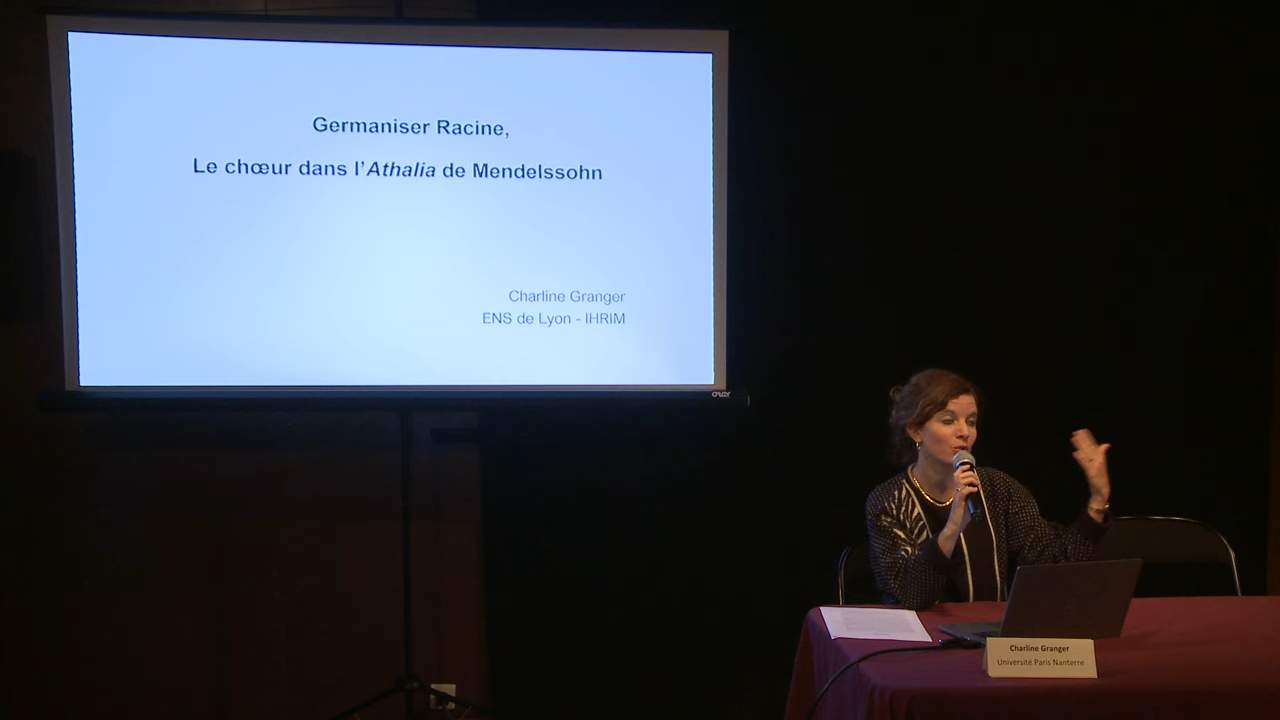 Germaniser Racine,
Le chœur dans l'Athalia de Mendelssohn
Charline Granger
ENS de Lyon - IHRIM
Charline Granger
Université Paris Nanterre